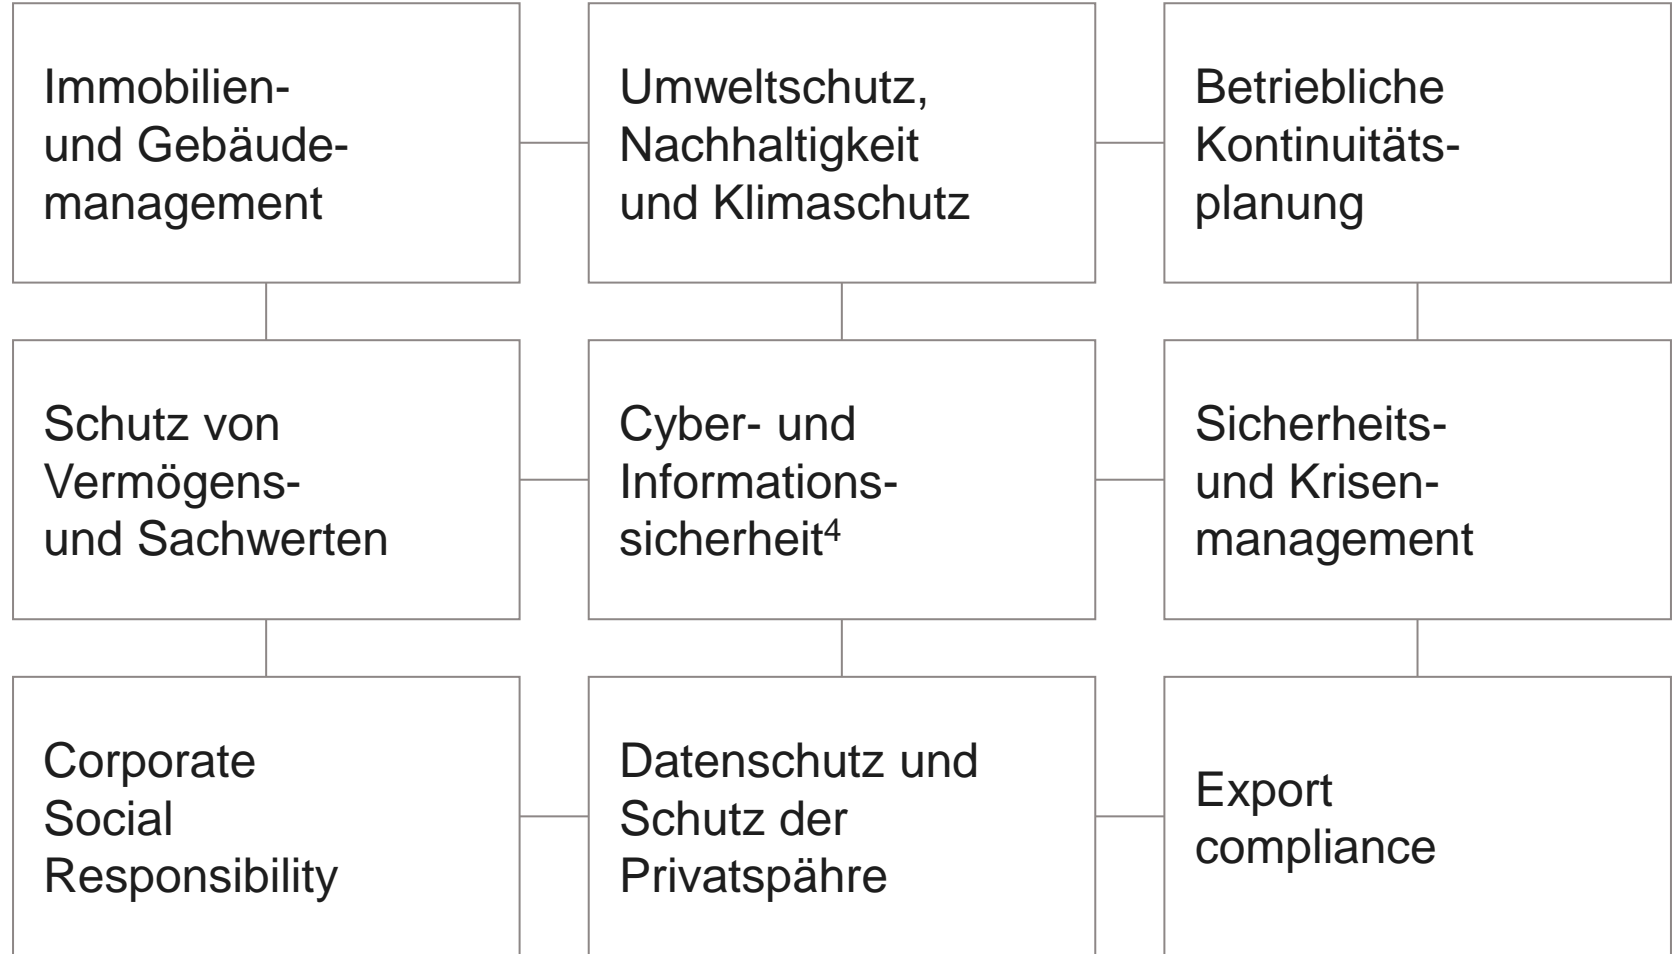 Immobilien-
und Gebäude-
management
Umweltschutz,
Nachhaltigkeit
und Klimaschutz
Betriebliche
Kontinuitäts-
planung
Schutz von
Vermögens-
und Sachwerten
Cyber- und
Informations-
sicherheit⁴
Sicherheits-
und Krisen-
management
Corporate
Social
Responsibility
Datenschutz und
Schutz der
Privatspähre
Export
compliance